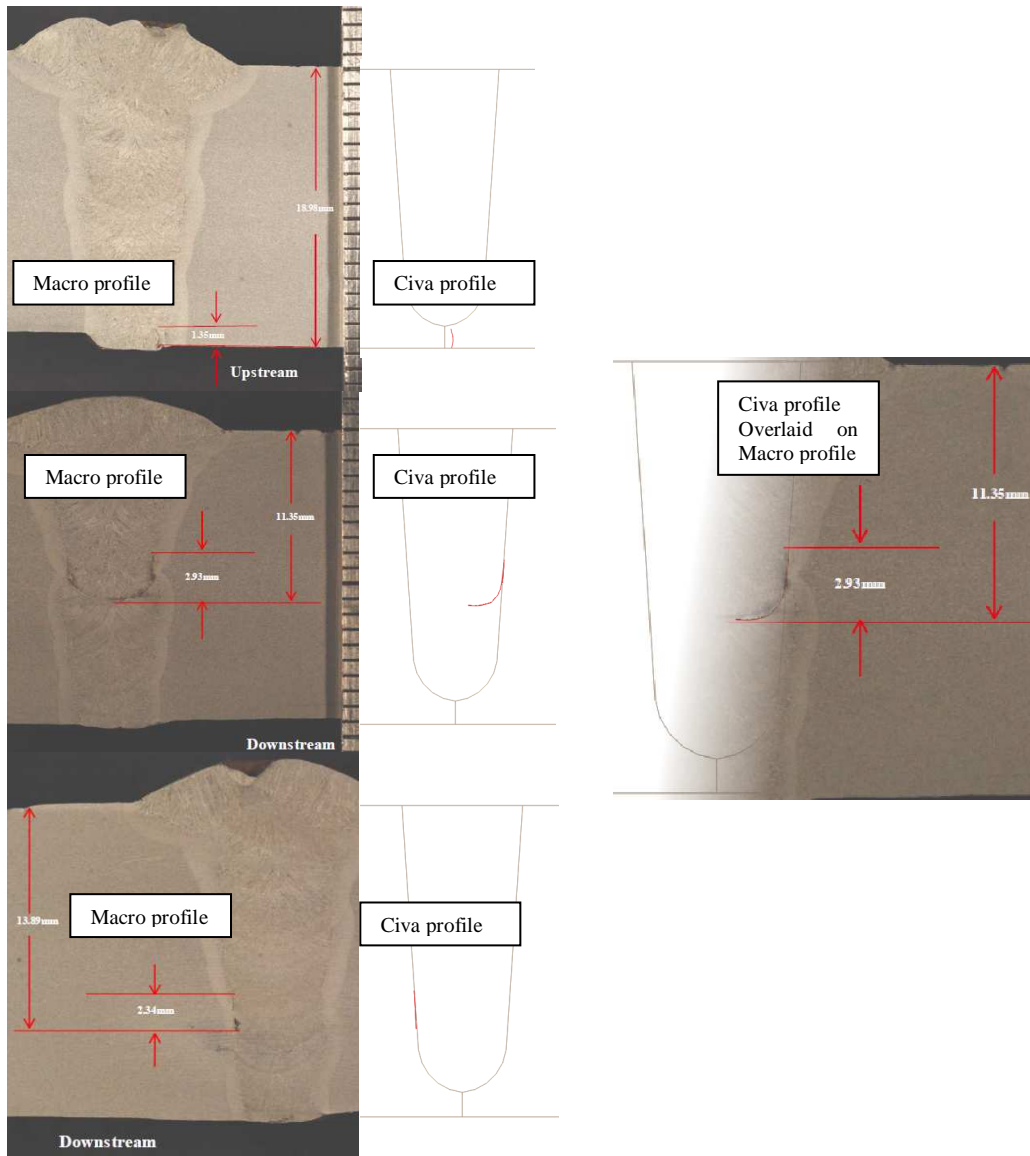 Macro profile
18.98mm
Civa profile
1.35mm
Upstream
Macro profile
11.35mm
2.93mm
Civa profile
Downstream
Civa profile
Overlaid on
Macro profile
11.35mm
2.93mm
13.89mm
Macro profile
Civa profile
2.34mm
Downstream